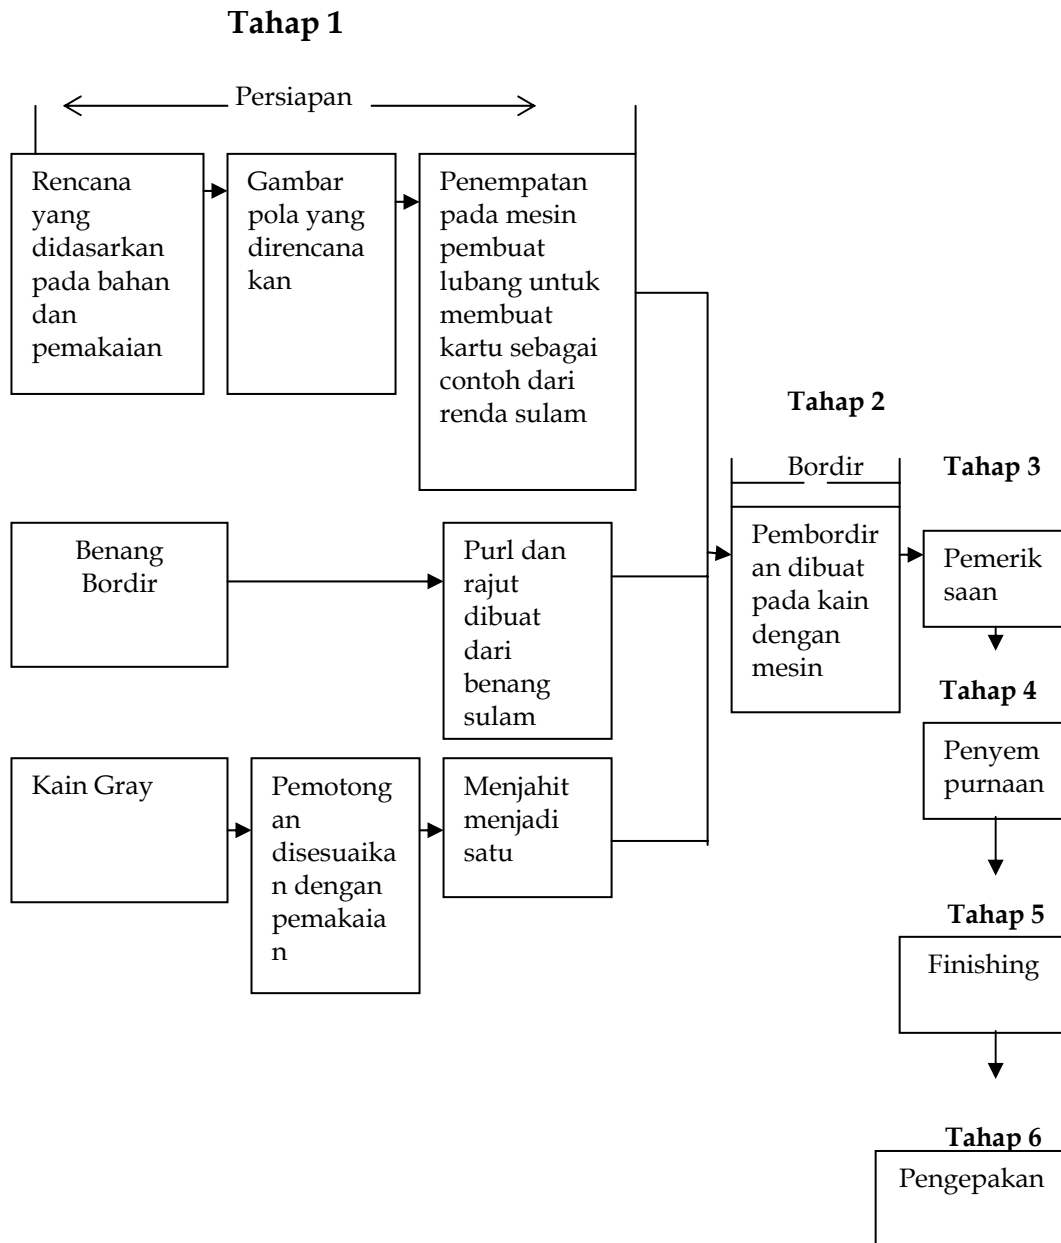 Tahap 1
Persiapan
Rencana
yang
didasarkan
pada bahan
dan
pemakaian
Gambar
pola yang
direncana
kan
Penempatan
pada mesin
pembuat
lubang untuk
membuat
kartu sebagai
contoh dari
renda sulam
Benang
Bordir
Purl dan
rajut
dibuat
dari
benang
sulam
Kain Gray
Pemotong
an
disesuaika
n dengan
pemakaia
n
Menjahit
menjadi
satu
Tahap 2
Bordir
Pembordir
an dibuat
pada kain
dengan
mesin
Tahap 3
Pemerik
saan
Tahap 4
Penyem
purnaan
Tahap 5
Finishing
Tahap 6
Pengepakan